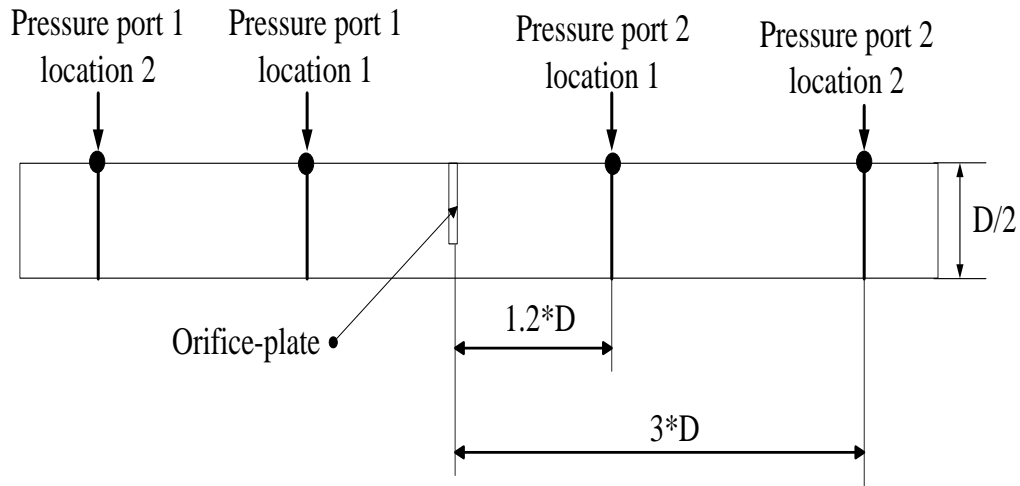 Pressure port 1
location 2
Pressure port 1
location 1
Pressure port 2
location 1
Pressure port 2
location 2
D/2
1.2*D
Orifice-plate
3*D